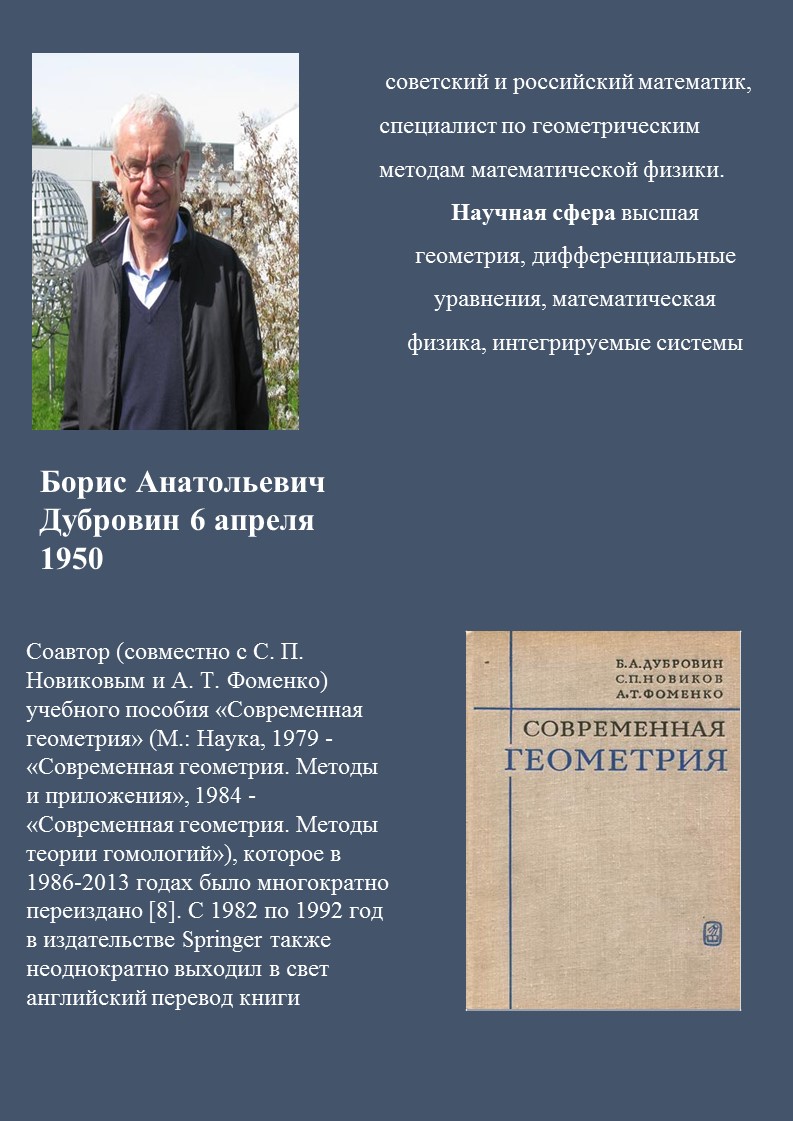 советский и российский математик,
специалист по геометрическим
методам математической физики.
Научная сфера высшая
геометрия, дифференциальные
уравнения, математическая
физика, интегрируемые системы
Борис Анатольевич
Дубровин 6 апреля
1950
Соавтор (совместно с С. П.
Новиковым и А. Т. Фоменко)
учебного пособия «Современная
геометрия» (М.: Наука, 1979 -
«Современная геометрия. Методы
и приложения», 1984 -
«Современная геометрия. Методы
теории гомологий»), которое в
1986-2013 годах было многократно
переиздано [8]. С 1982 по 1992 год
в издательстве Springer также
неоднократно выходил в свет
английский перевод книги
Б.А.ДУБРОВИН
С.П.НОВИКОВ
А.Т.ФОМЕНКО
СОВРЕМЕННАЯ
ГЕОМЕТРИЯ